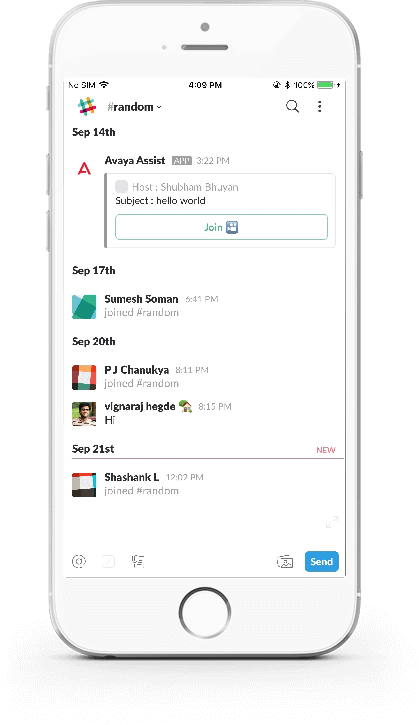 No SIM 4:09 PM 100%
#random
Sep 14th
Avaya Assist APP 3:22 PM
Host : Shubham Bhuyan
Subject : hello world
Join
Sep 17th
Sumesh Soman 6:41 PM
joined #random
Sep 20th
P J Chanukya 8:11 PM
joined #random
vignaraj hegde 8:15 PM
Hi
Sep 21st NEW
Shashank L 12:02 PM
joined #random
Send